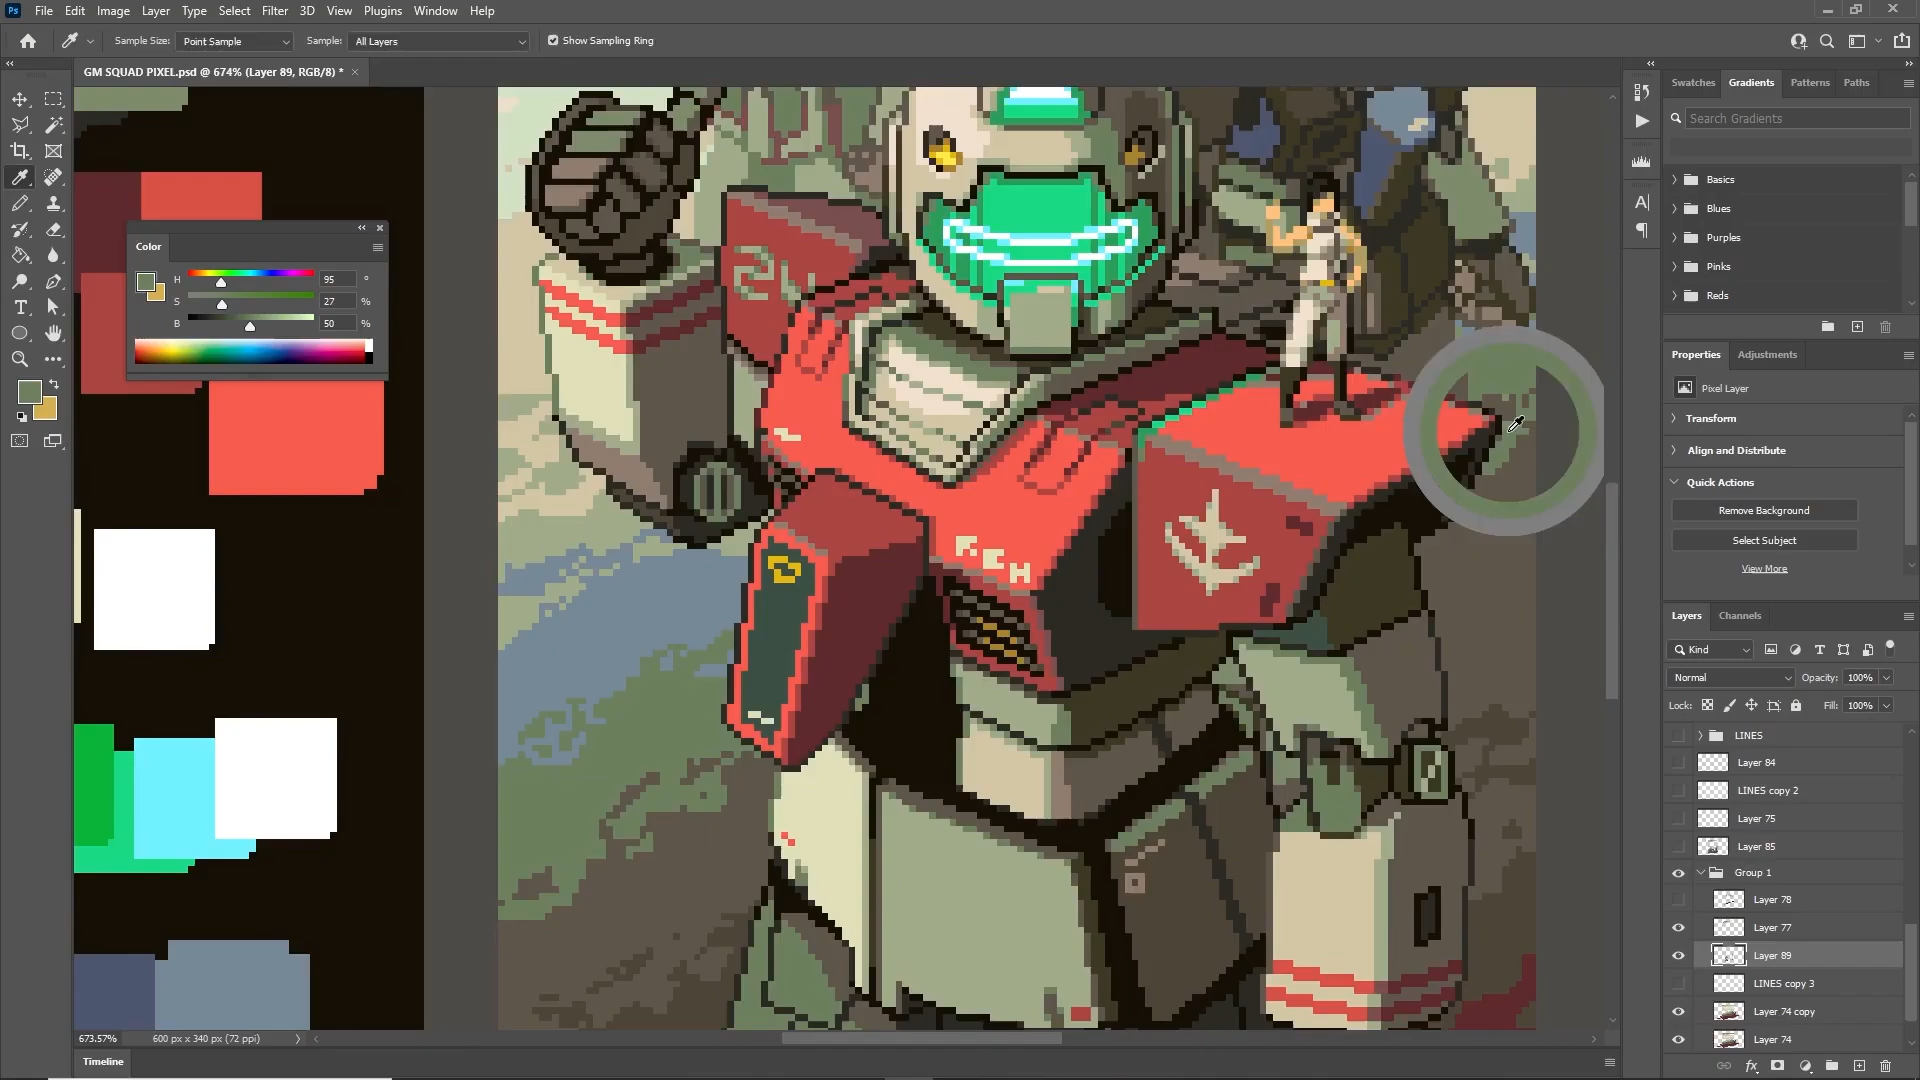 Ps File Edit Image Layer Type Select Filter 3D View Plugins Window Help
Sample Size: Point Sample Sample: All Layers Show Sampling Ring
GM SQUAD PIXEL.psd @ 674% (Layer 89, RGB/8) * ×
Swatches Gradients Patterns Paths
Search Gradients
Basics
Blues
Purples
Pinks
Reds
Color
H 95 °
S 27 %
B 50 %
Properties Adjustments
Pixel Layer
Transform
Align and Distribute
Quick Actions
Remove Background
Select Subject
View More
Layers Channels
Kind
Normal Opacity: 100%
Lock: Fill: 100%
LINES
Layer 84
LINES copy 2
Layer 75
Layer 85
Group 1
Layer 78
Layer 77
Layer 89
LINES copy 3
Layer 74 copy
Layer 74
673.57% 600 px x 340 px (72 ppi)
Timeline